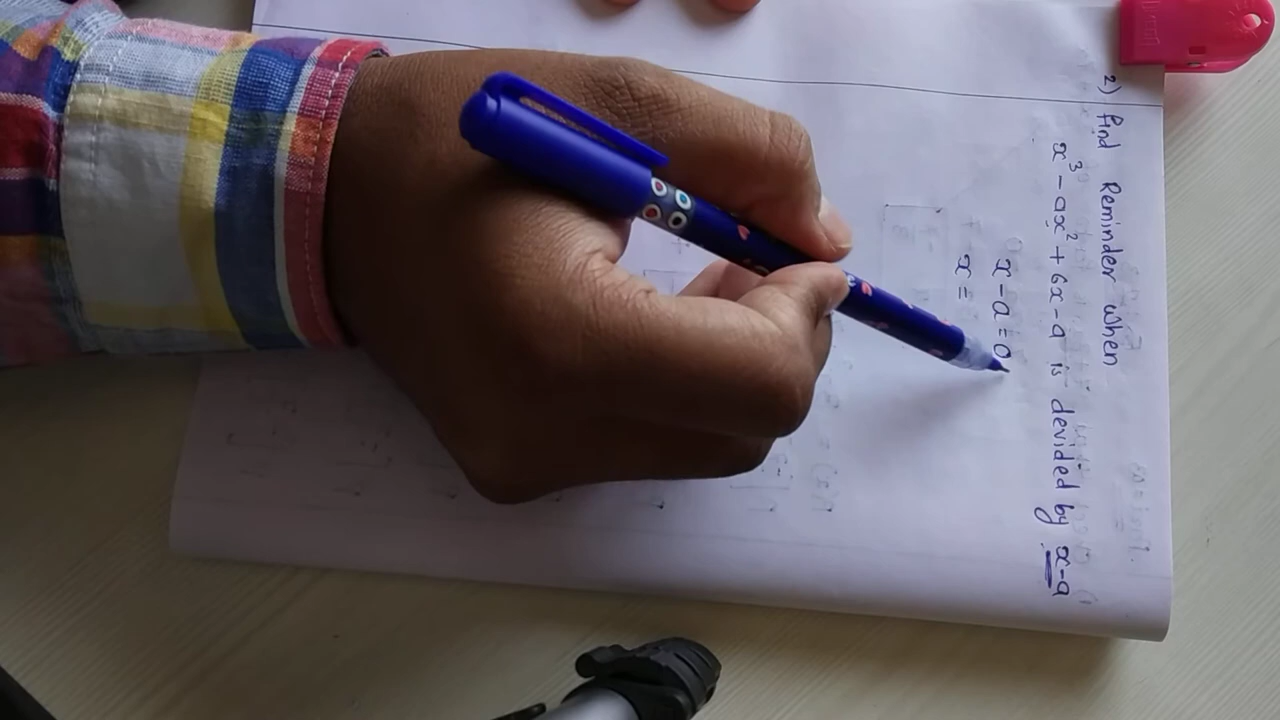 2) find Reminder when
x³ - ax² + 6x - a is devided by x-a
x - a = 0
x =